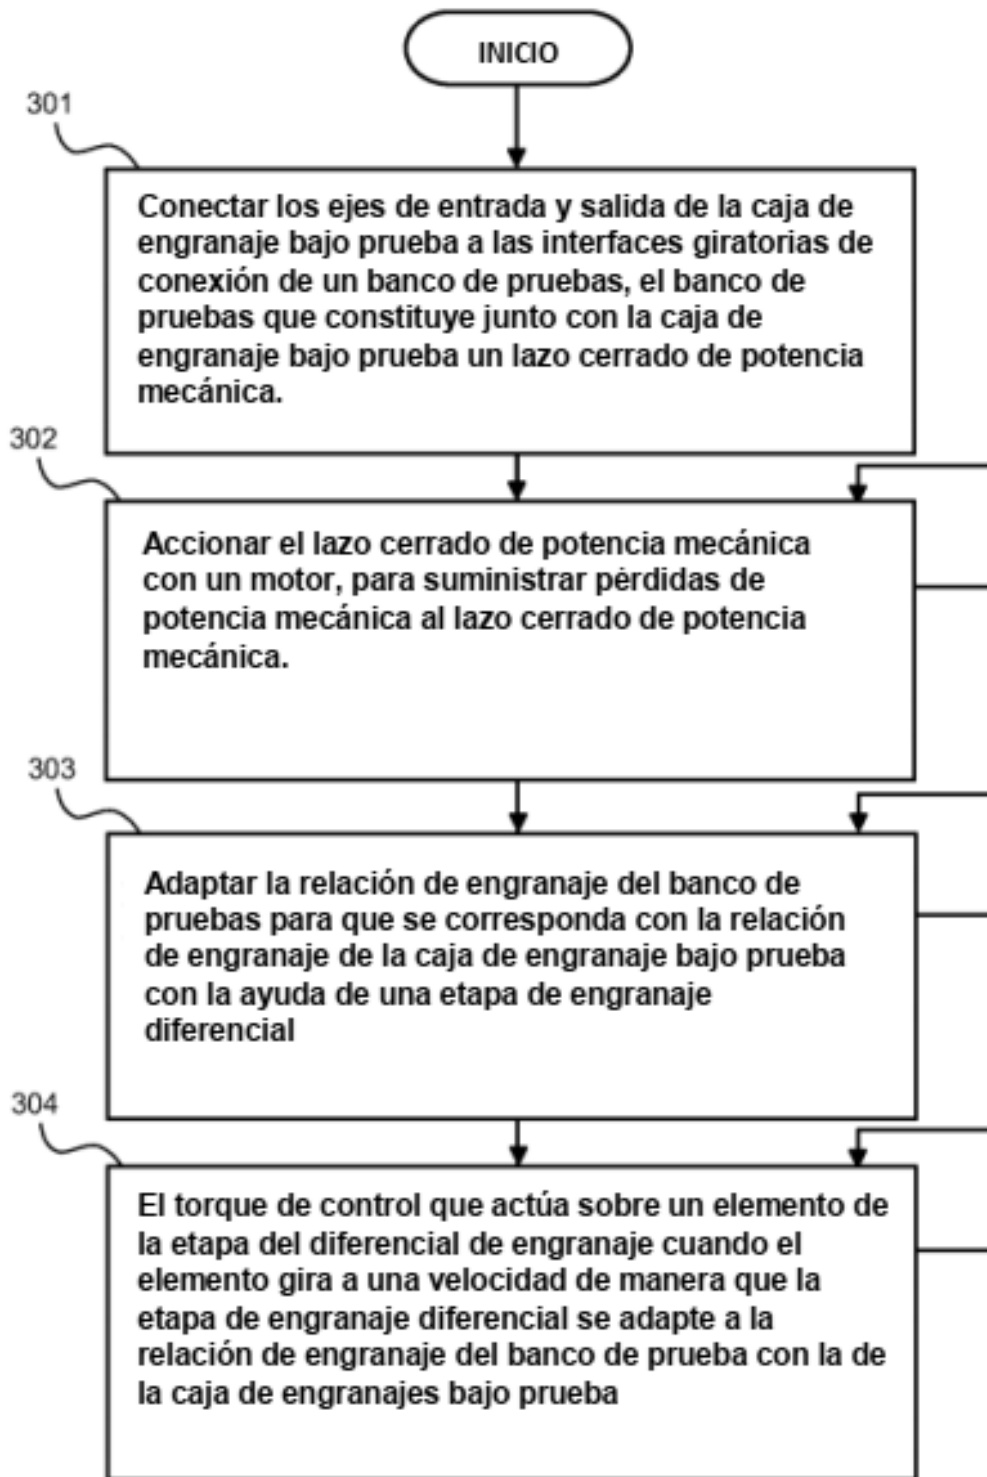 INICIO
301
Conectar los ejes de entrada y salida de la caja de
engranaje bajo prueba a las interfaces giratorias de
conexión de un banco de pruebas, el banco de
pruebas que constituye junto con la caja de
engranaje bajo prueba un lazo cerrado de potencia
mecánica.
302
Accionar el lazo cerrado de potencia mecánica
con un motor, para suministrar pérdidas de
potencia mecánica al lazo cerrado de potencia
mecánica.
303
Adaptar la relación de engranaje del banco de
pruebas para que se corresponda con la relación
de engranaje de la caja de engranaje bajo prueba
con la ayuda de una etapa de engranaje
diferencial
304
El torque de control que actúa sobre un elemento de
la etapa del diferencial de engranaje cuando el
elemento gira a una velocidad de manera que la
etapa de engranaje diferencial se adapte a la
relación de engranaje del banco de prueba con la de
la caja de engranajes bajo prueba